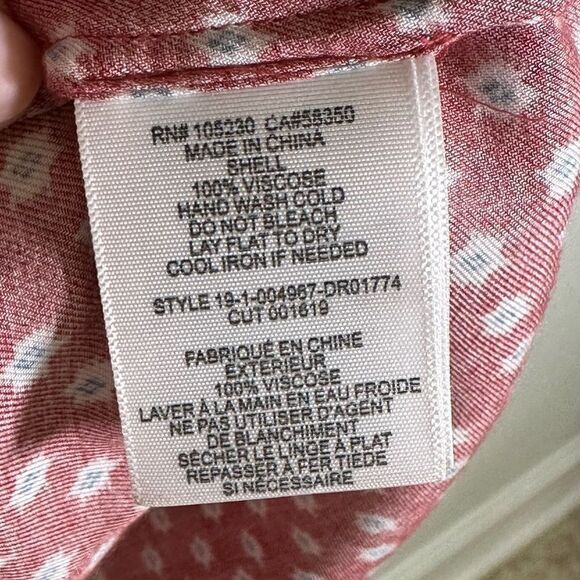 RN# 105230 CA#58350
MADE IN CHINA
SHELL
100% VISCOSE
HAND WASH COLD
DO NOT BLEACH
LAY FLAT TO DRY
COOL IRON IF NEEDED
STYLE 19-1-004967-DR01774
CUT 001619
FABRIQUÉ EN CHINE
EXTERIEUR
100% VISCOSE
LAVER À LA MAIN EN EAU FROIDE
NE PAS UTILISER D'AGENT
DE BLANCHIMENT
SÉCHER LE LINGE À PLAT
REPASSER À FER TIEDE
SI NÉCESSAIRE